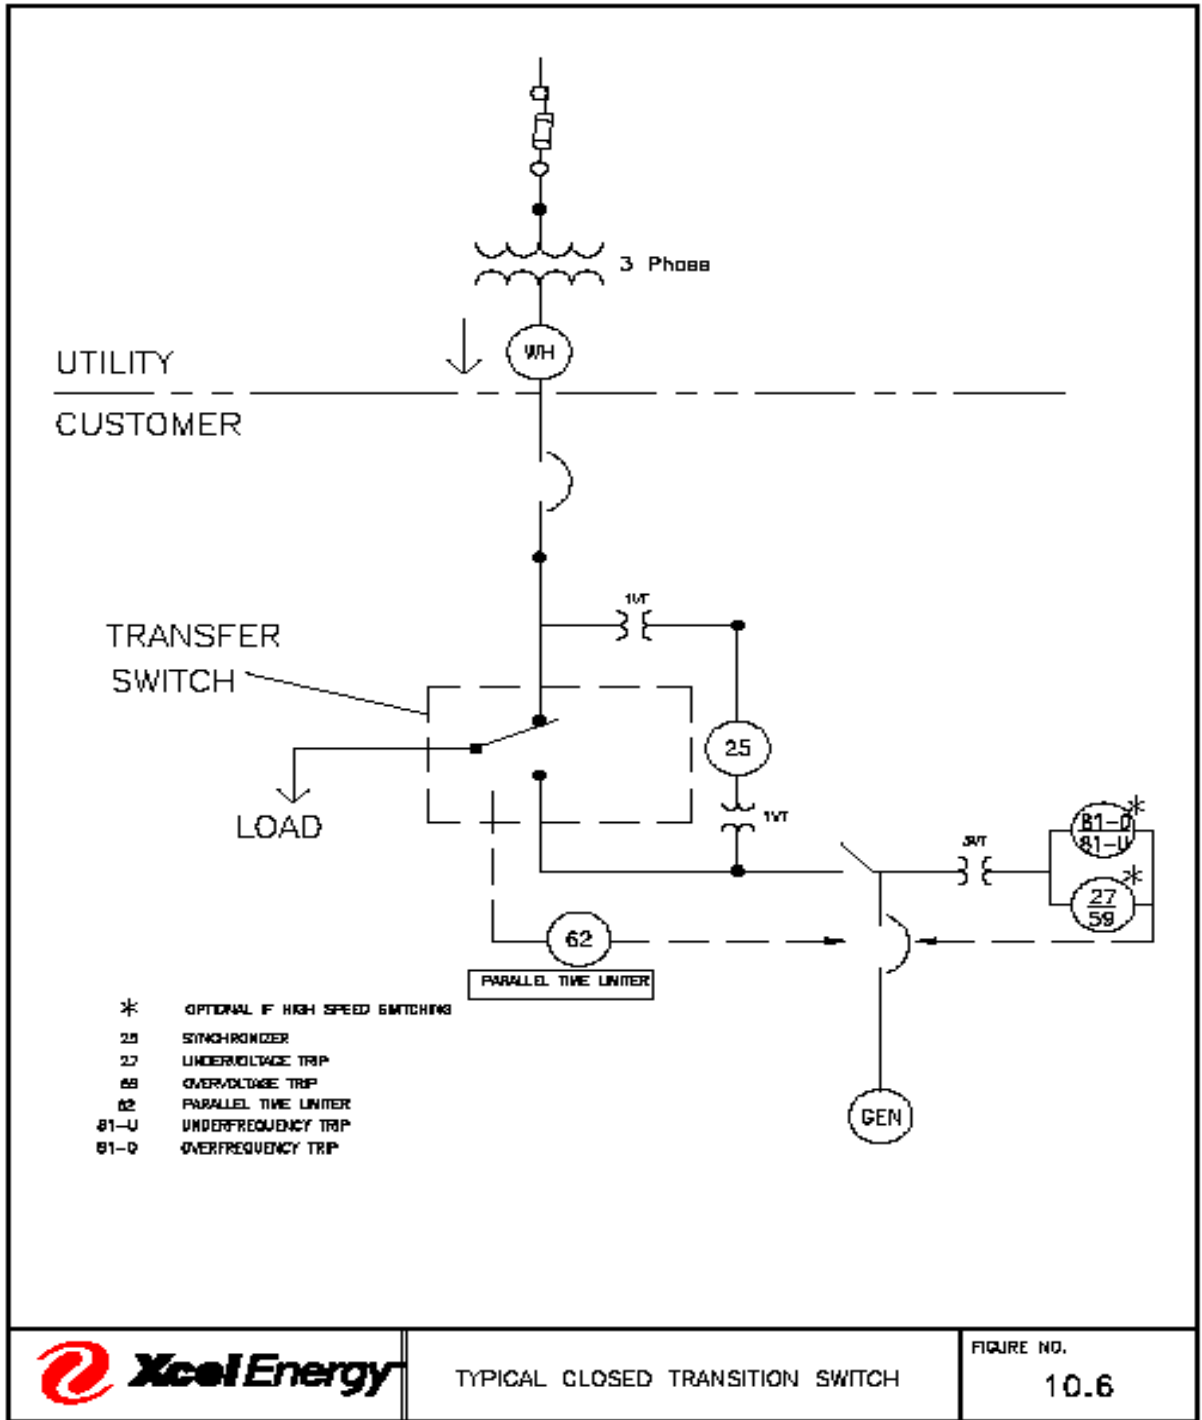 3 Phase
WH
UTILITY
CUSTOMER
1VT
TRANSFER
SWITCH
25
1VT
LOAD
81-O
81-U
3VT
27
59
62
PARALLEL TIME LIMITER
* OPTIONAL IF HIGH SPEED SWITCHING
25 SYNCHRONIZER
27 UNDERVOLTAGE TRIP
59 OVERVOLTAGE TRIP
62 PARALLEL TIME LIMITER
81-U UNDERFREQUENCY TRIP
81-O OVERFREQUENCY TRIP
GEN
Xcel Energy
TYPICAL CLOSED TRANSITION SWITCH
FIGURE NO.
10.6